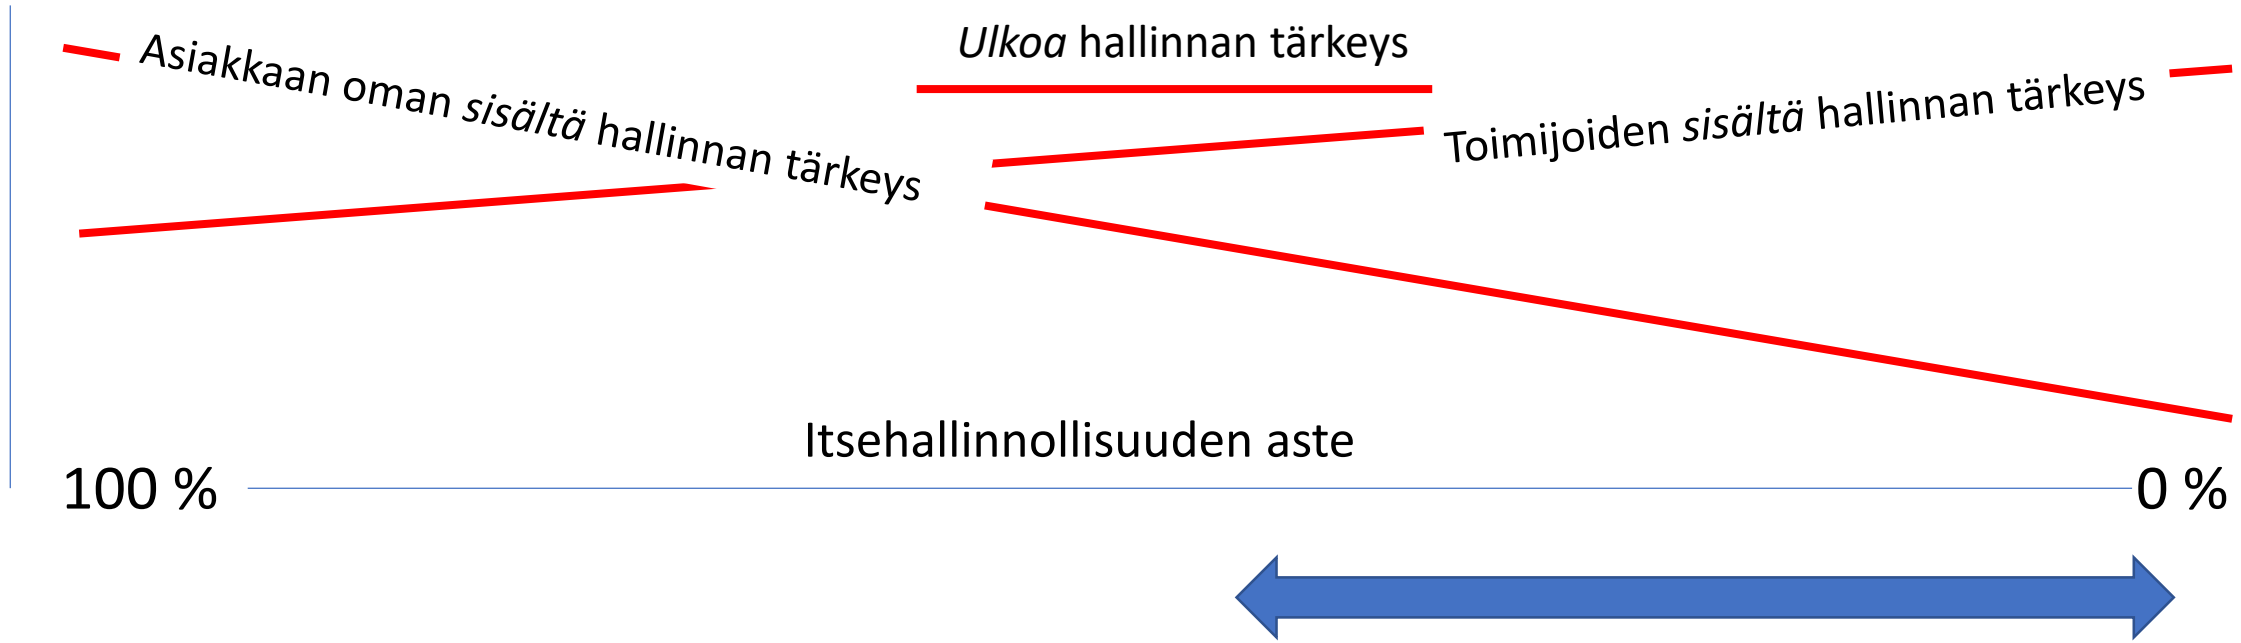 Asiakkaan oman sisältä hallinnan tärkeys
Ulkoa hallinnan tärkeys
Toimijoiden sisältä hallinnan tärkeys
Itsehallinnollisuuden aste
100 %
0 %